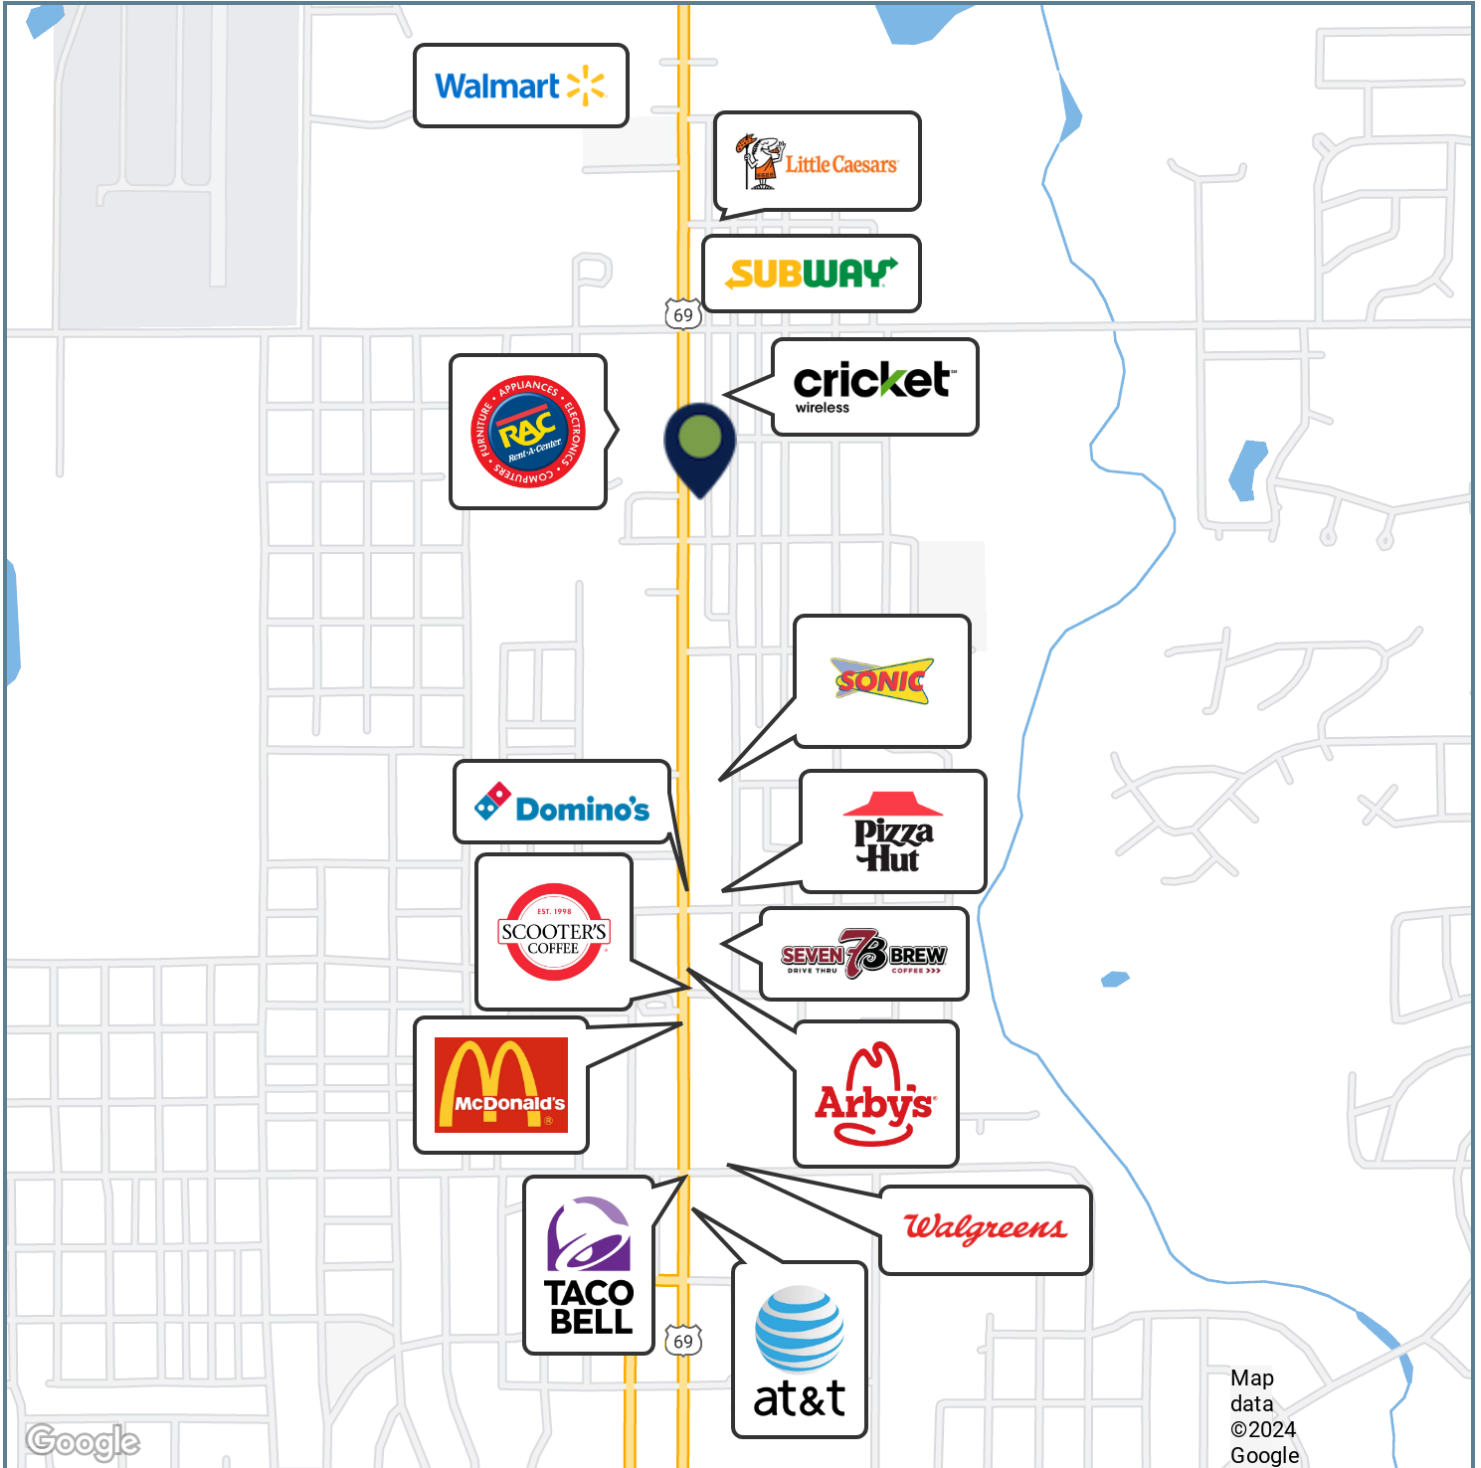 Walmart
Little Caesars
SUBWAY
69
cricket
wireless
FURNITURE • APPLIANCES • ELECTRONICS • COMPUTERS •
RAC
Rent-A-Center
SONIC
Domino's
Pizza
Hut
EST. 1998
SCOOTER'S
COFFEE
SEVEN 7B BREW
DRIVE THRU COFFEE >>>
McDonald's
®
Arby's
Walgreens
TACO
BELL
69
at&t
Map
data
©2024
Google
Google